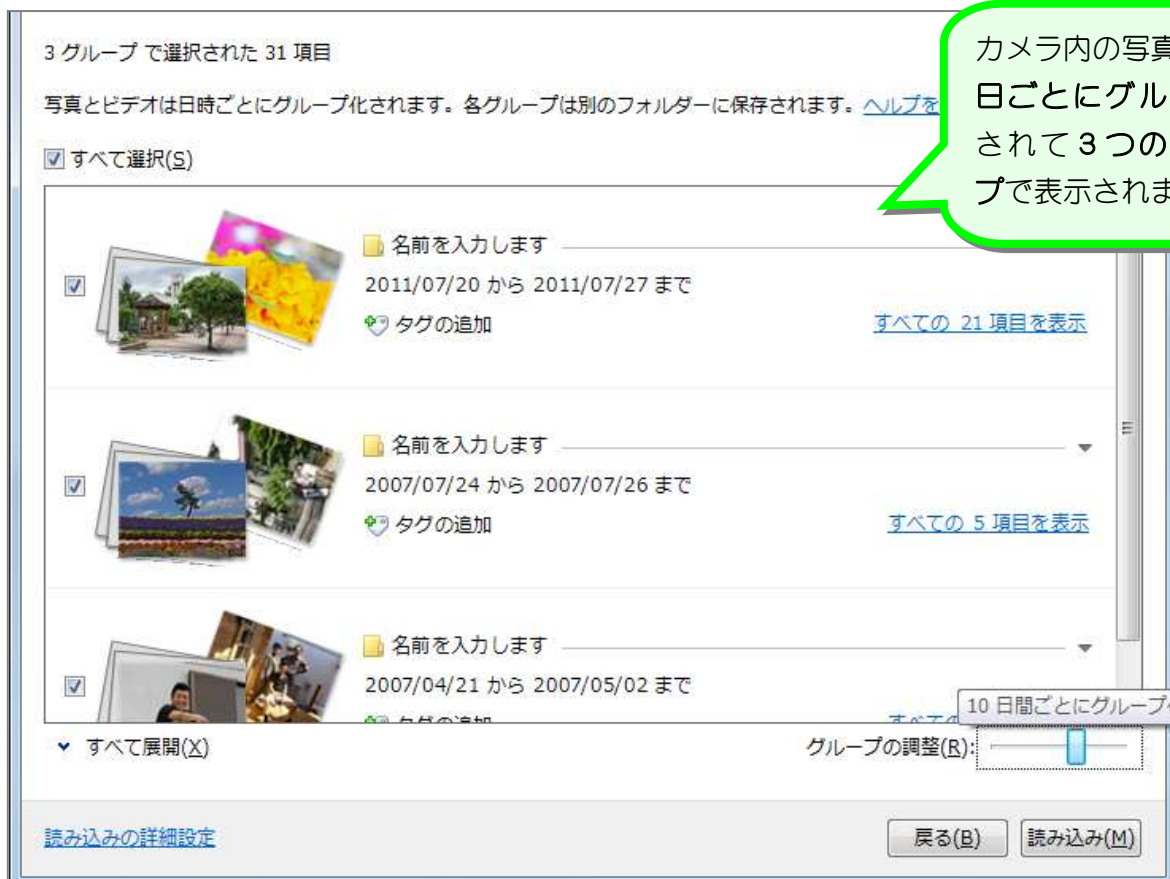 3 グループ で選択された 31 項目
写真とビデオは日時ごとにグループ化されます。各グループは別のフォルダーに保存されます。ヘルプを
すべて選択(S)
カメラ内の写真
日ごとにグル
されて３つの
プで表示されま
名前を入力します
2011/07/20 から 2011/07/27 まで
タグの追加
すべての 21 項目を表示
名前を入力します
2007/07/24 から 2007/07/26 まで
タグの追加
すべての 5 項目を表示
名前を入力します
2007/04/21 から 2007/05/02 まで
タグの追加
すべての
10 日間ごとにグループ
すべて展開(X)
グループの調整(R):
読み込みの詳細設定
戻る(B)
読み込み(M)